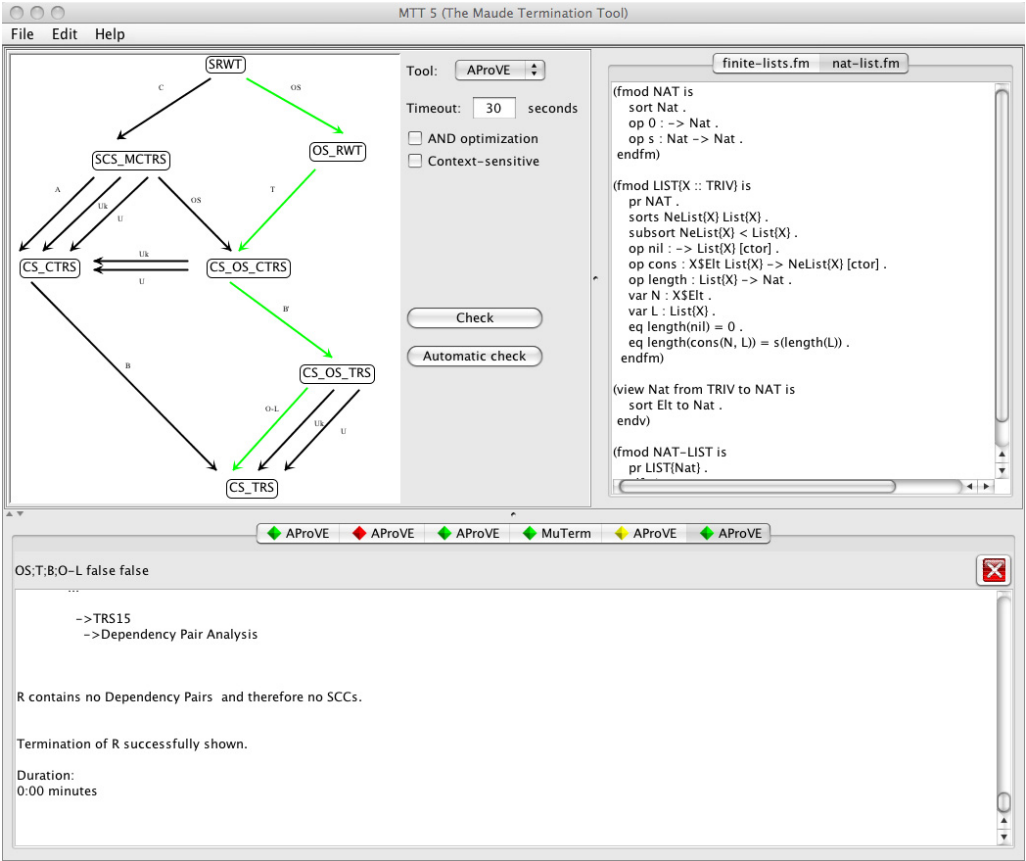 MTT 5 (The Maude Termination Tool)
File Edit Help
SRWT
C
OS
SCS_MCTRS
OS_RWT
A
Uk
U
OS
T
CS_CTRS
Uk
U
CS_OS_CTRS
B'
B
CS_OS_TRS
O-L
Uk
U
CS_TRS
Tool: AProVE
Timeout: 30 seconds
AND optimization
Context-sensitive
Check
Automatic check
finite-lists.fm nat-list.fm
(fmod NAT is
sort Nat .
op 0 : -> Nat .
op s : Nat -> Nat .
endfm)
(fmod LIST{X :: TRIV} is
pr NAT .
sorts NeList{X} List{X} .
subsort NeList{X} < List{X} .
op nil : -> List{X} [ctor] .
op cons : X$Elt List{X} -> NeList{X} [ctor] .
op length : List{X} -> Nat .
var N : X$Elt .
var L : List{X} .
eq length(nil) = 0 .
eq length(cons(N, L)) = s(length(L)) .
endfm)
(view Nat from TRIV to NAT is
sort Elt to Nat .
endv)
(fmod NAT-LIST is
pr LIST{Nat} .
AProVE AProVE AProVE MuTerm AProVE AProVE
OS;T;B;O-L false false
...
->TRS15
->Dependency Pair Analysis
R contains no Dependency Pairs and therefore no SCCs.
Termination of R successfully shown.
Duration:
0:00 minutes